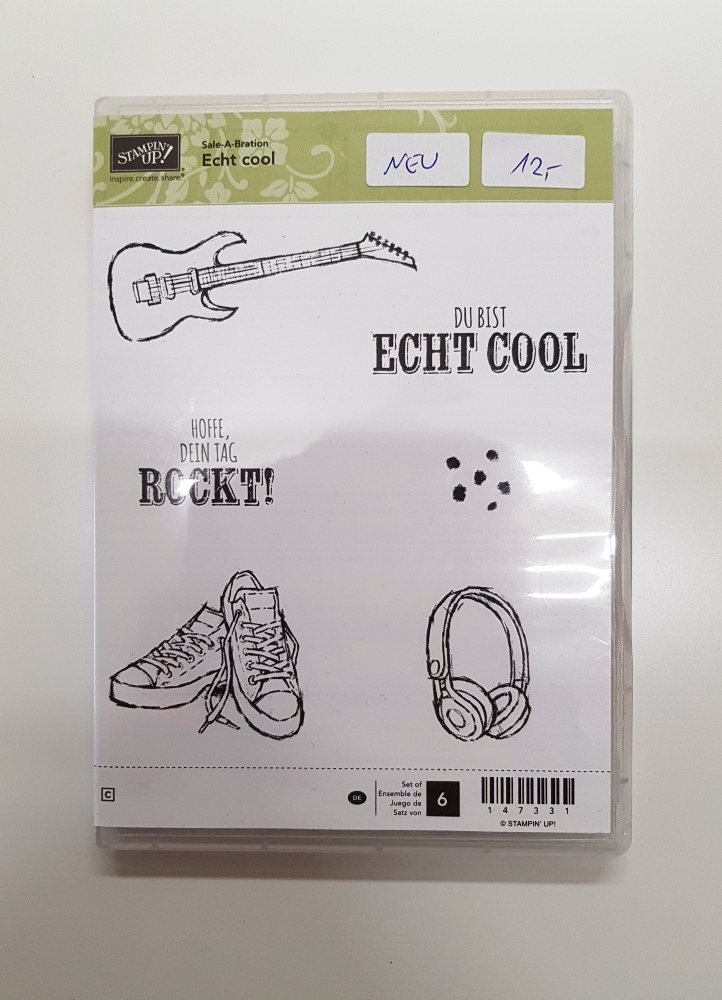 STAMPIN' UP!
inspire.create.share®
Sale-A-Bration
Echt cool
NEU
12,-
DU BIST
ECHT COOL
HOFFE,
DEIN TAG
ROCKT!
C
DE
Set of
Ensemble de
Juego de
Satz von
6
147331
© STAMPIN' UP!